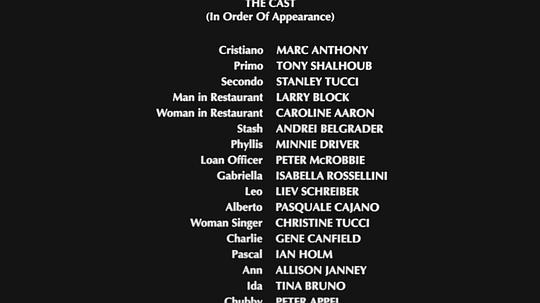 THE CAST
(In Order Of Appearance)
Cristiano MARC ANTHONY
Primo TONY SHALHOUB
Secondo STANLEY TUCCI
Man in Restaurant LARRY BLOCK
Woman in Restaurant CAROLINE AARON
Stash ANDREI BELGRADER
Phyllis MINNIE DRIVER
Loan Officer PETER McROBBIE
Gabriella ISABELLA ROSSELLINI
Leo LIEV SCHREIBER
Alberto PASQUALE CAJANO
Woman Singer CHRISTINE TUCCI
Charlie GENE CANFIELD
Pascal IAN HOLM
Ann ALLISON JANNEY
Ida TINA BRUNO
Chubby PETER APPEL